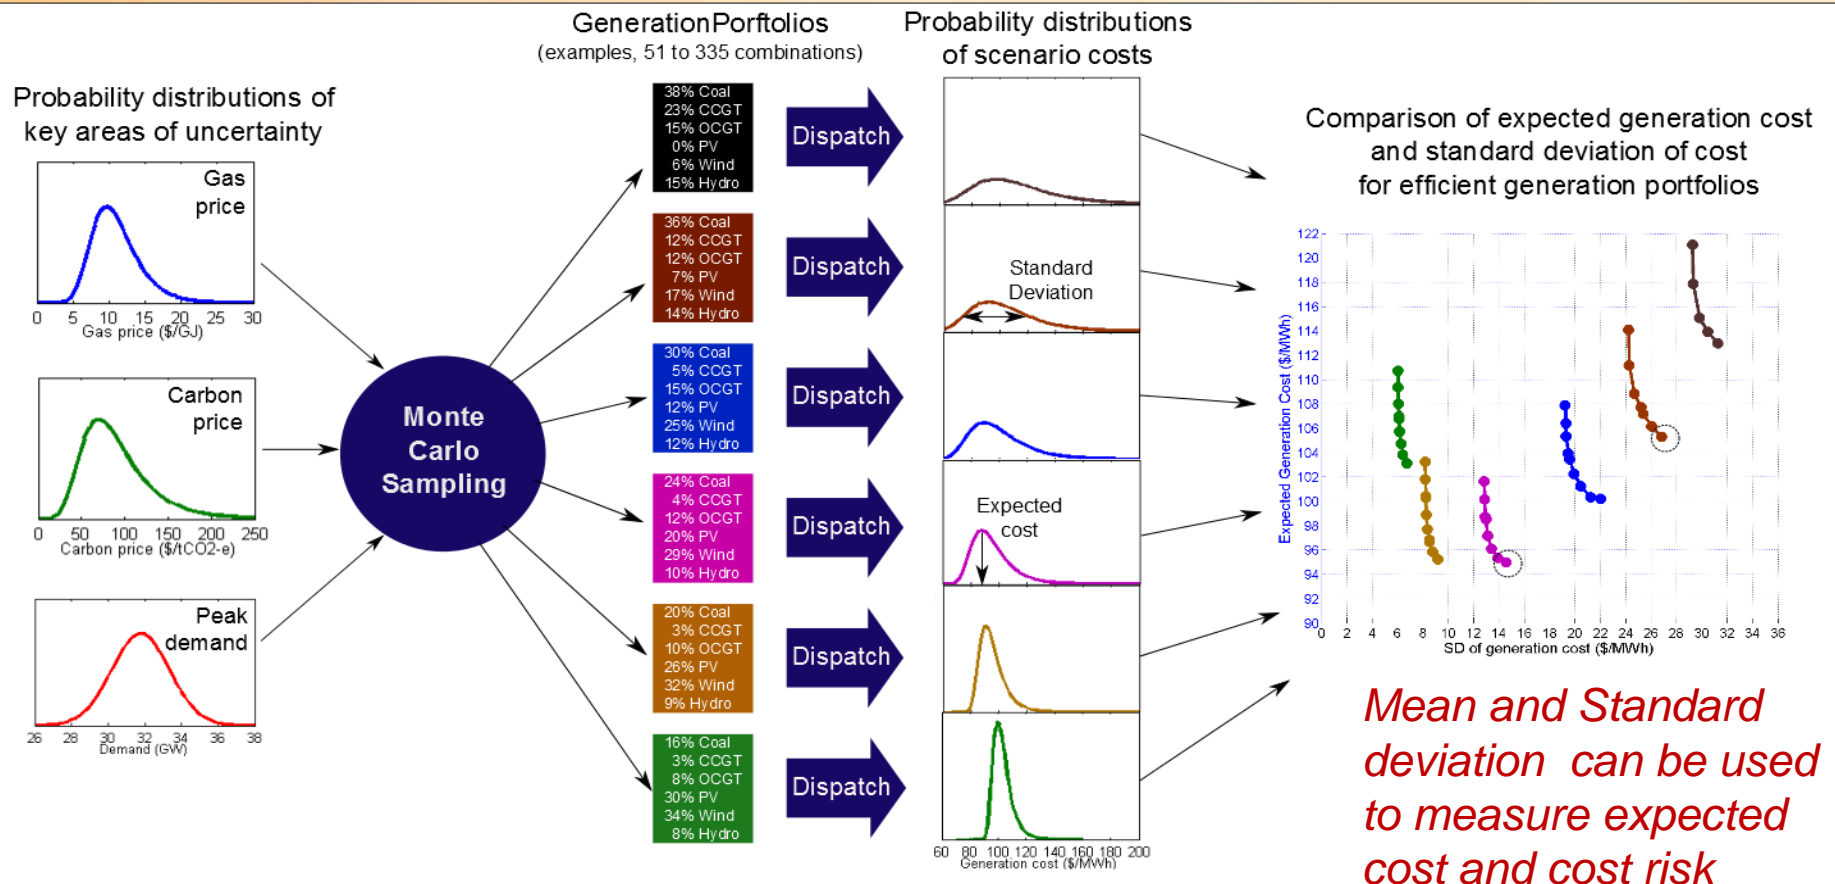 Generation Porftolios
(examples, 51 to 335 combinations)
Probability distributions
of scenario costs
Probability distributions of
key areas of uncertainty
Gas
price
0 5 10 15 20 25 30
Gas price ($/GJ)
Carbon
price
0 50 100 150 200 250
Carbon price ($/tCO2-e)
Peak
demand
26 28 30 32 34 36 38
Demand (GW)
Monte
Carlo
Sampling
38% Coal
23% CCGT
15% OCGT
0% PV
6% Wind
15% Hydro
Dispatch
36% Coal
12% CCGT
12% OCGT
7% PV
17% Wind
14% Hydro
Dispatch
30% Coal
5% CCGT
15% OCGT
12% PV
25% Wind
12% Hydro
Dispatch
24% Coal
4% CCGT
12% OCGT
20% PV
29% Wind
10% Hydro
Dispatch
20% Coal
3% CCGT
10% OCGT
26% PV
32% Wind
9% Hydro
Dispatch
16% Coal
3% CCGT
8% OCGT
30% PV
34% Wind
8% Hydro
Dispatch
Standard
Deviation
Expected
cost
60 80 100 120 140 160 180 200
Generation cost ($/MWh)
Comparison of expected generation cost
and standard deviation of cost
for efficient generation portfolios
Expected Generation Cost ($/MWh)
122
120
118
116
114
112
110
108
106
104
102
100
98
96
94
92
90
0 2 4 6 8 10 12 14 16 18 20 22 24 26 28 30 32 34 36
SD of generation cost ($/MWh)
Mean and Standard
deviation can be used
to measure expected
cost and cost risk